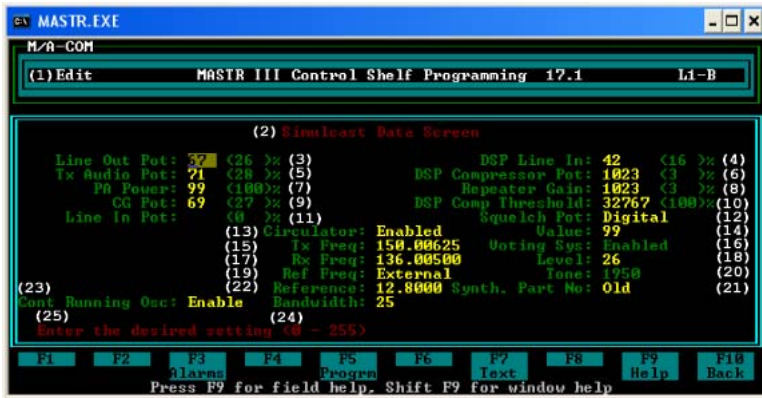 MASTR.EXE
M/A-COM
(1) Edit MASTR III Control Shelf Programming 17.1 L1-B
(2) Simulcast Data Screen
Line Out Pot: 67 (26 )% (3) DSP Line In: 42 (16 )% (4)
Tx Audio Pot: 71 (28 )% (5) DSP Compressor Pot: 1023 (3 )% (6)
PA Power: 99 (100)% (7) Repeater Gain: 1023 (3 )% (8)
CG Pot: 69 (27 )% (9) DSP Comp Threshold: 32767 (100)% (10)
Line In Pot: (0 )% (11) Squelch Pot: Digital (12)
(13) Circulator: Enabled Value: 99 (14)
(15) Tx Freq: 150.00625 Voting Sys: Enabled (16)
(17) Rx Freq: 136.00500 Level: 26 (18)
(19) Ref Freq: External Tone: 1950 (20)
(23) (22) Reference: 12.8000 Synth. Part No: Old (21)
Cont Running Osc: Enable Bandwidth: 25
(25) (24)
Enter the desired setting (0 - 255)
F1 F2 F3 F4 F5 F6 F7 F8 F9 F10
Alarms Progrm Text Help Back
Press F9 for field help, Shift F9 for window help